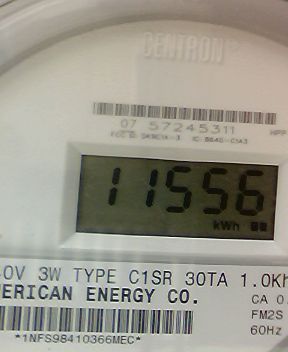 CENTRON
07 57245311
11556
kWh
0V 3W TYPE C1SR 30TA 1.0Kh
ERICAN ENERGY CO.
CA 0.
FM2S
60Hz
*1NFS98410366MEC*